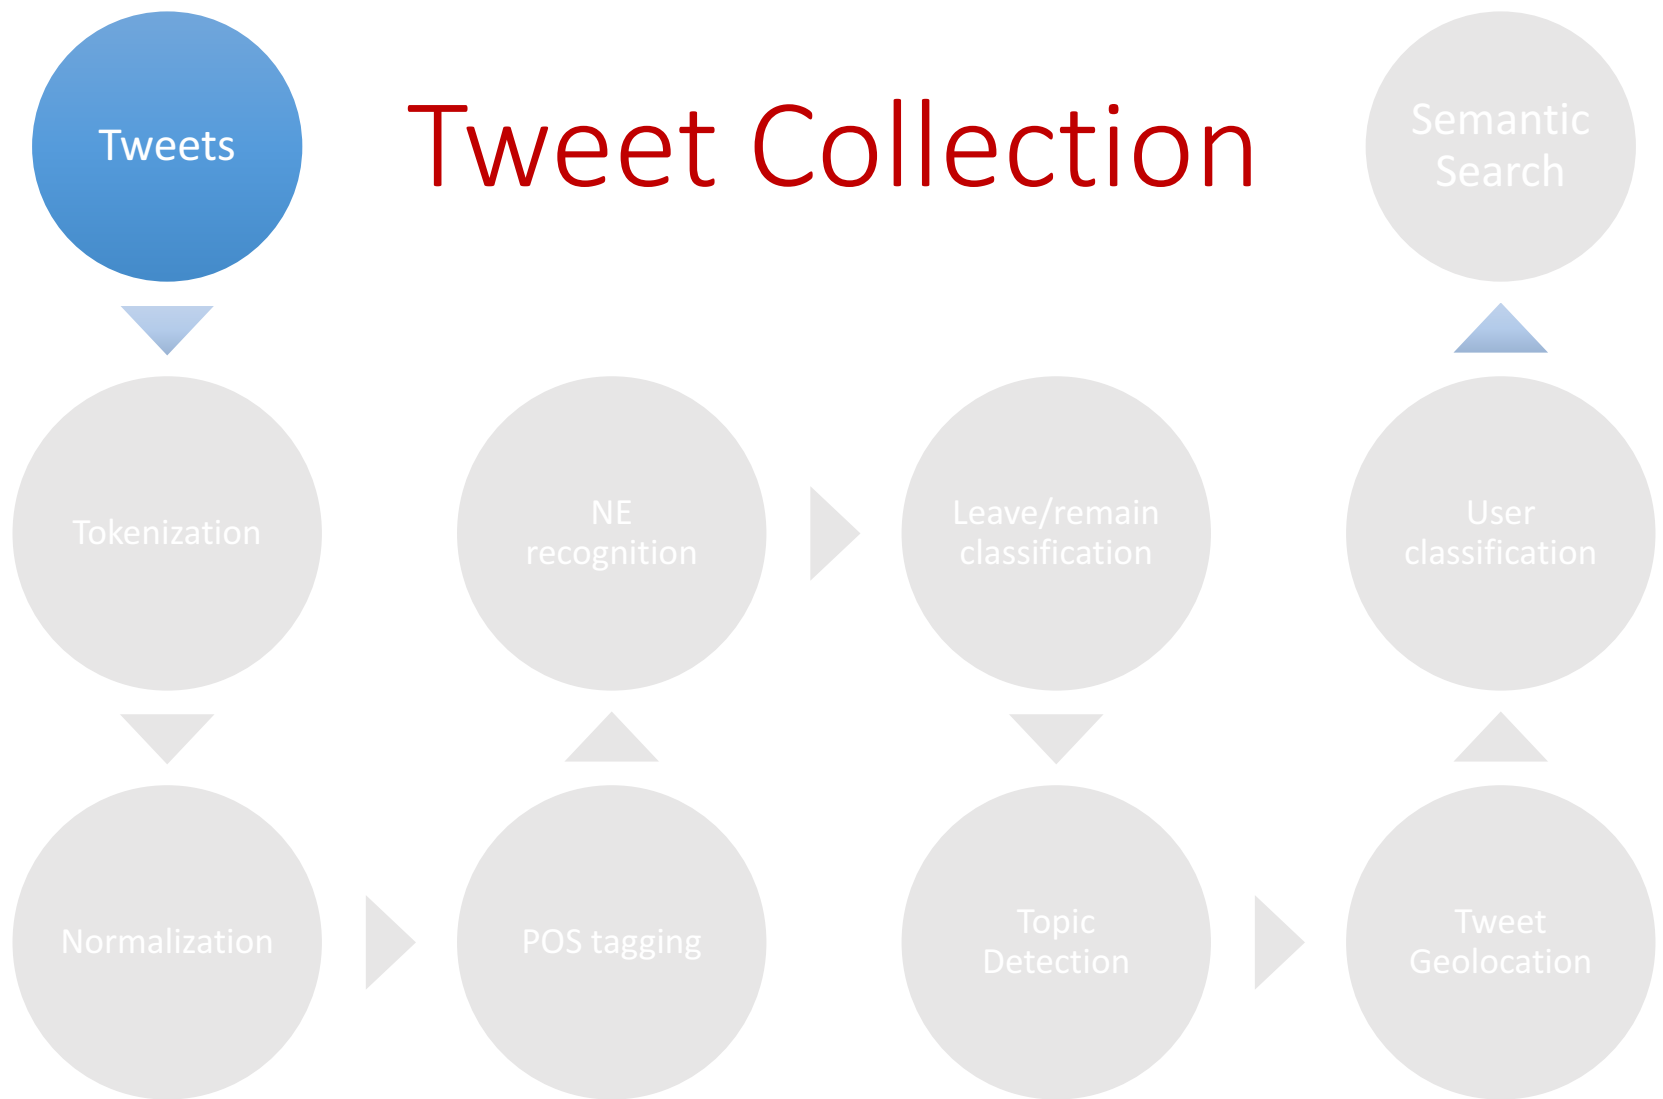 Tweets
Tweet Collection
Semantic
Search
Tokenization
NE
recognition
Leave/remain
classification
User
classification
Normalization
POS tagging
Topic
Detection
Tweet
Geolocation